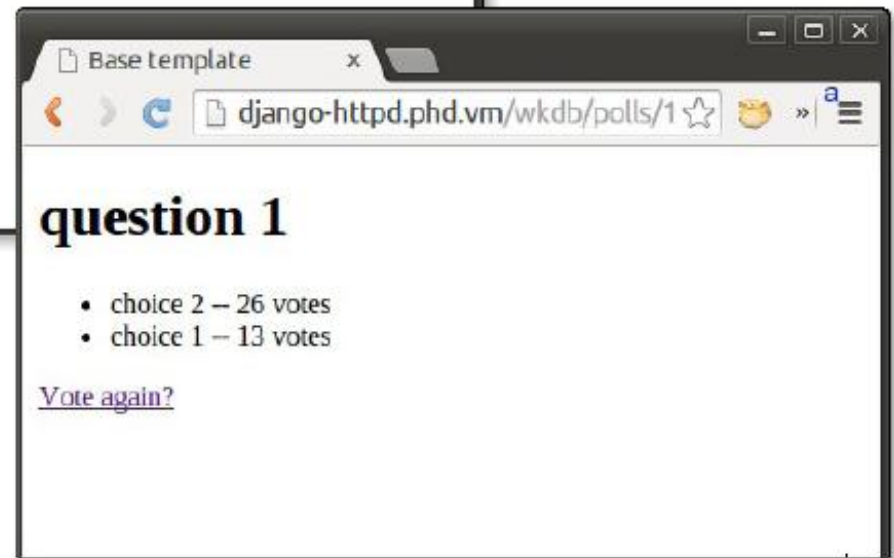 Base template
django-httpd.phd.vm/wkdb/polls/1
a
question 1
• choice 2 -- 26 votes
• choice 1 -- 13 votes
Vote again?